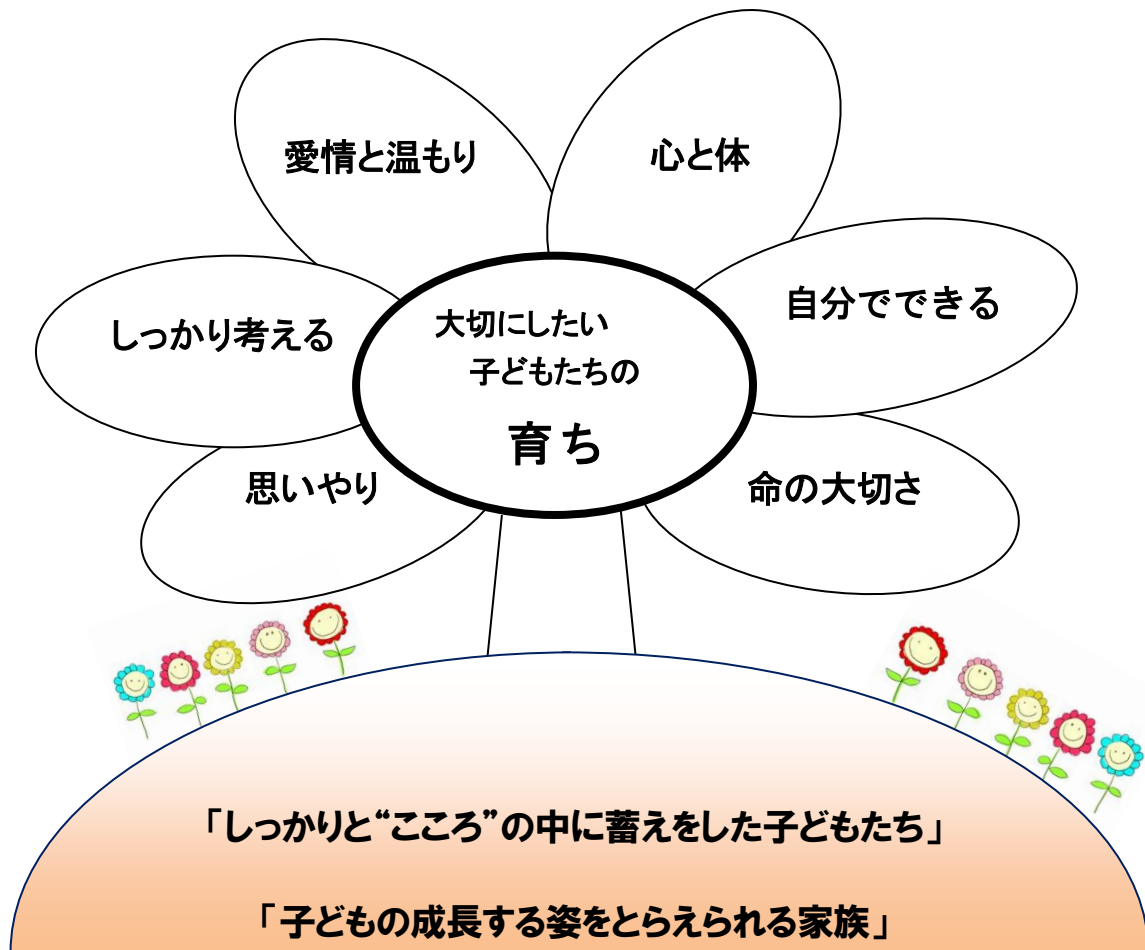 愛情と温もり
心と体
しっかり考える
自分でできる
大切にしたい
子どもたちの
育ち
思いやり
命の大切さ
「しっかりと“こころ”の中に蓄えをした子どもたち」
「子どもの成長する姿をとらえられる家族」